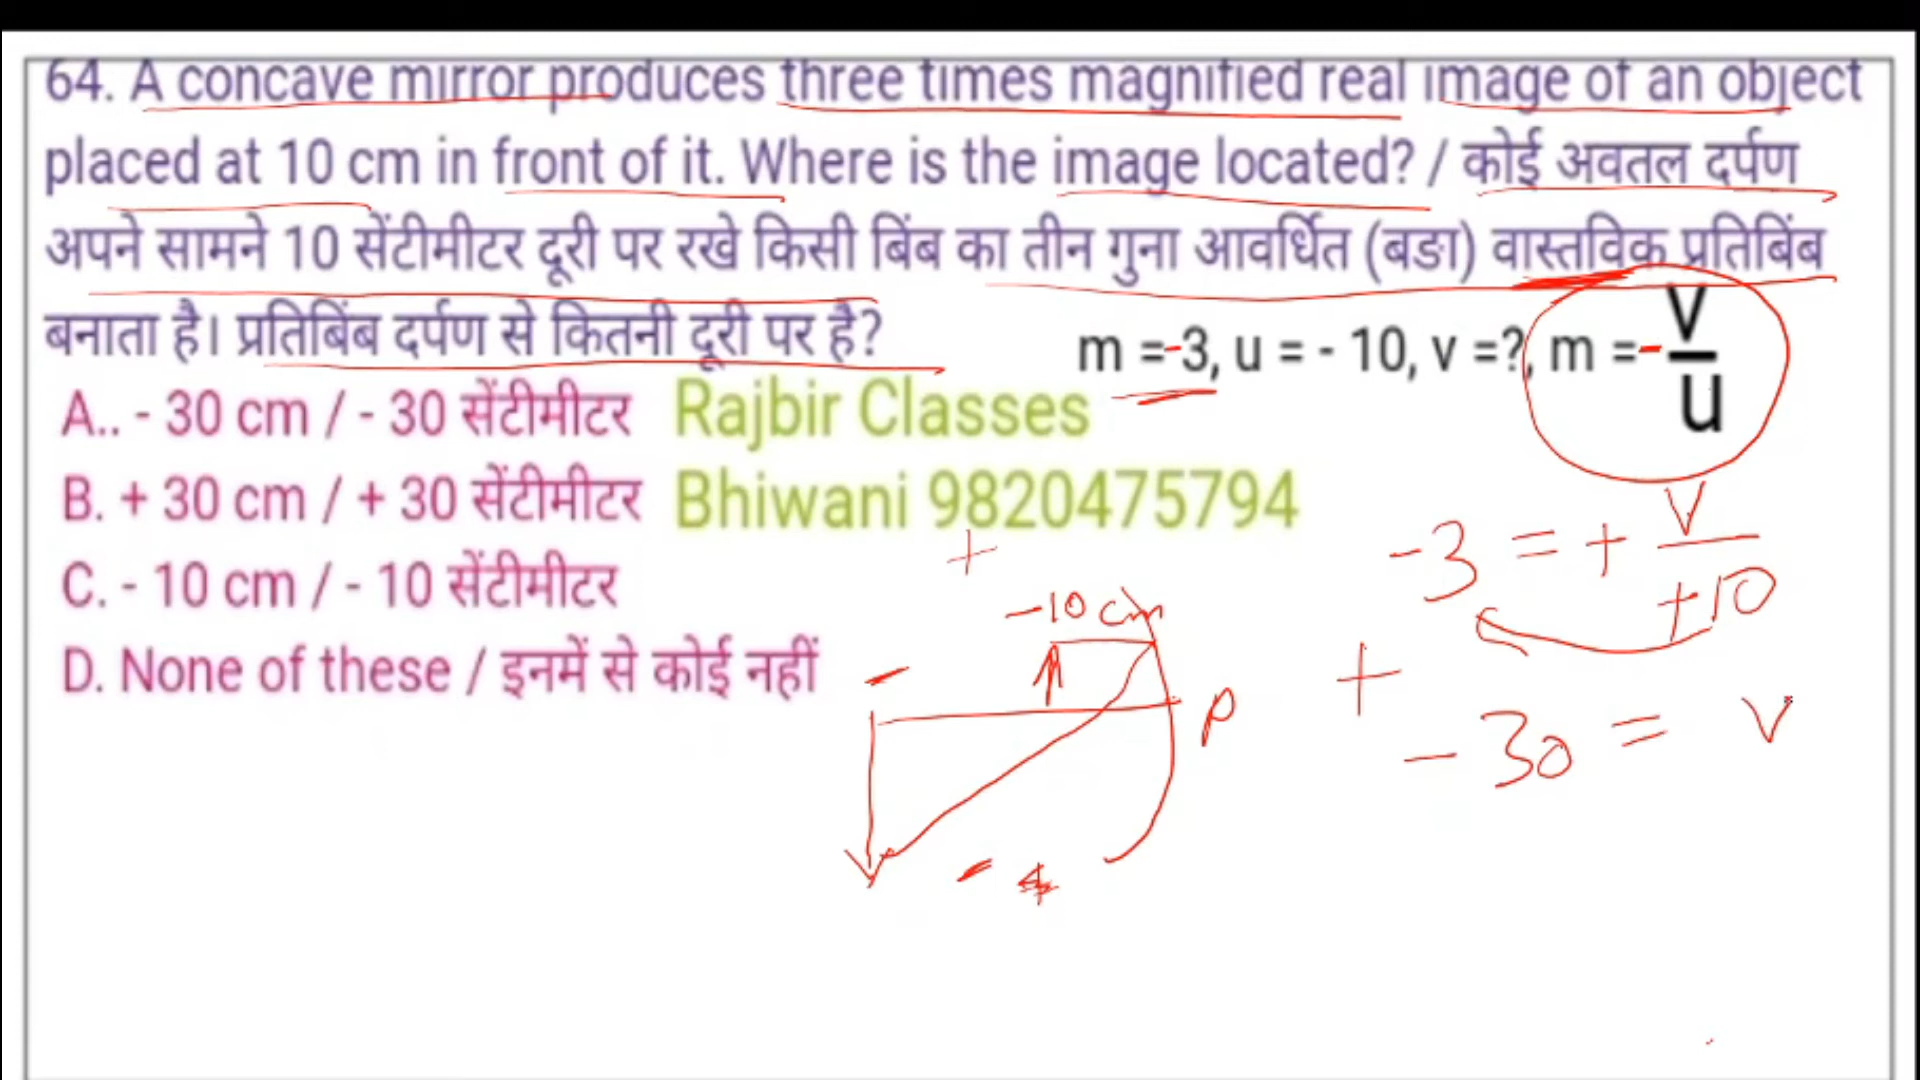 64. A concave mirror produces three times magnified real image of an object
placed at 10 cm in front of it. Where is the image located? / कोई अवतल दर्पण
अपने सामने 10 सेंटीमीटर दूरी पर रखे किसी बिंब का तीन गुना आवर्धित (बङा) वास्तविक प्रतिबिंब
बनाता है। प्रतिबिंब दर्पण से कितनी दूरी पर है?
m =-3, u = - 10, v =?, m =- v/u
A.. - 30 cm / - 30 सेंटीमीटर
Rajbir Classes
B. + 30 cm / + 30 सेंटीमीटर
Bhiwani 9820475794
C. - 10 cm / - 10 सेंटीमीटर
D. None of these / इनमें से कोई नहीं
+
-10 cm
-
P
-
-3 = + v/+10
+
-30 = v